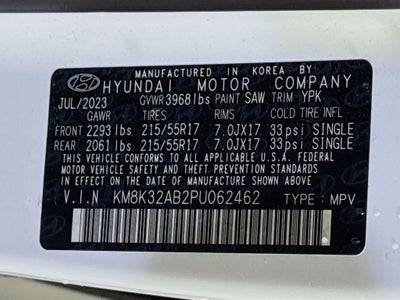 MANUFACTURED IN KOREA BY
HYUNDAI MOTOR COMPANY
JUL/2023 GVWR 3968lbs PAINT SAW TRIM YPK
GAWR TIRES RIMS COLD TIRE INFL
FRONT 2293 lbs 215/55R17 7.0JX17 33psi SINGLE
REAR 2061 lbs 215/55R17 7.0JX17 33psi SINGLE
THIS VEHICLE CONFORMS TO ALL APPLICABLE U.S.A. FEDERAL
MOTOR VEHICLE SAFETY, BUMPER, AND THEFT PREVENTION
STANDARDS IN EFFECT ON THE DATE OF MANUFACTURE SHOWN ABOVE
V.I.N KM8K32AB2PU062462 TYPE: MPV